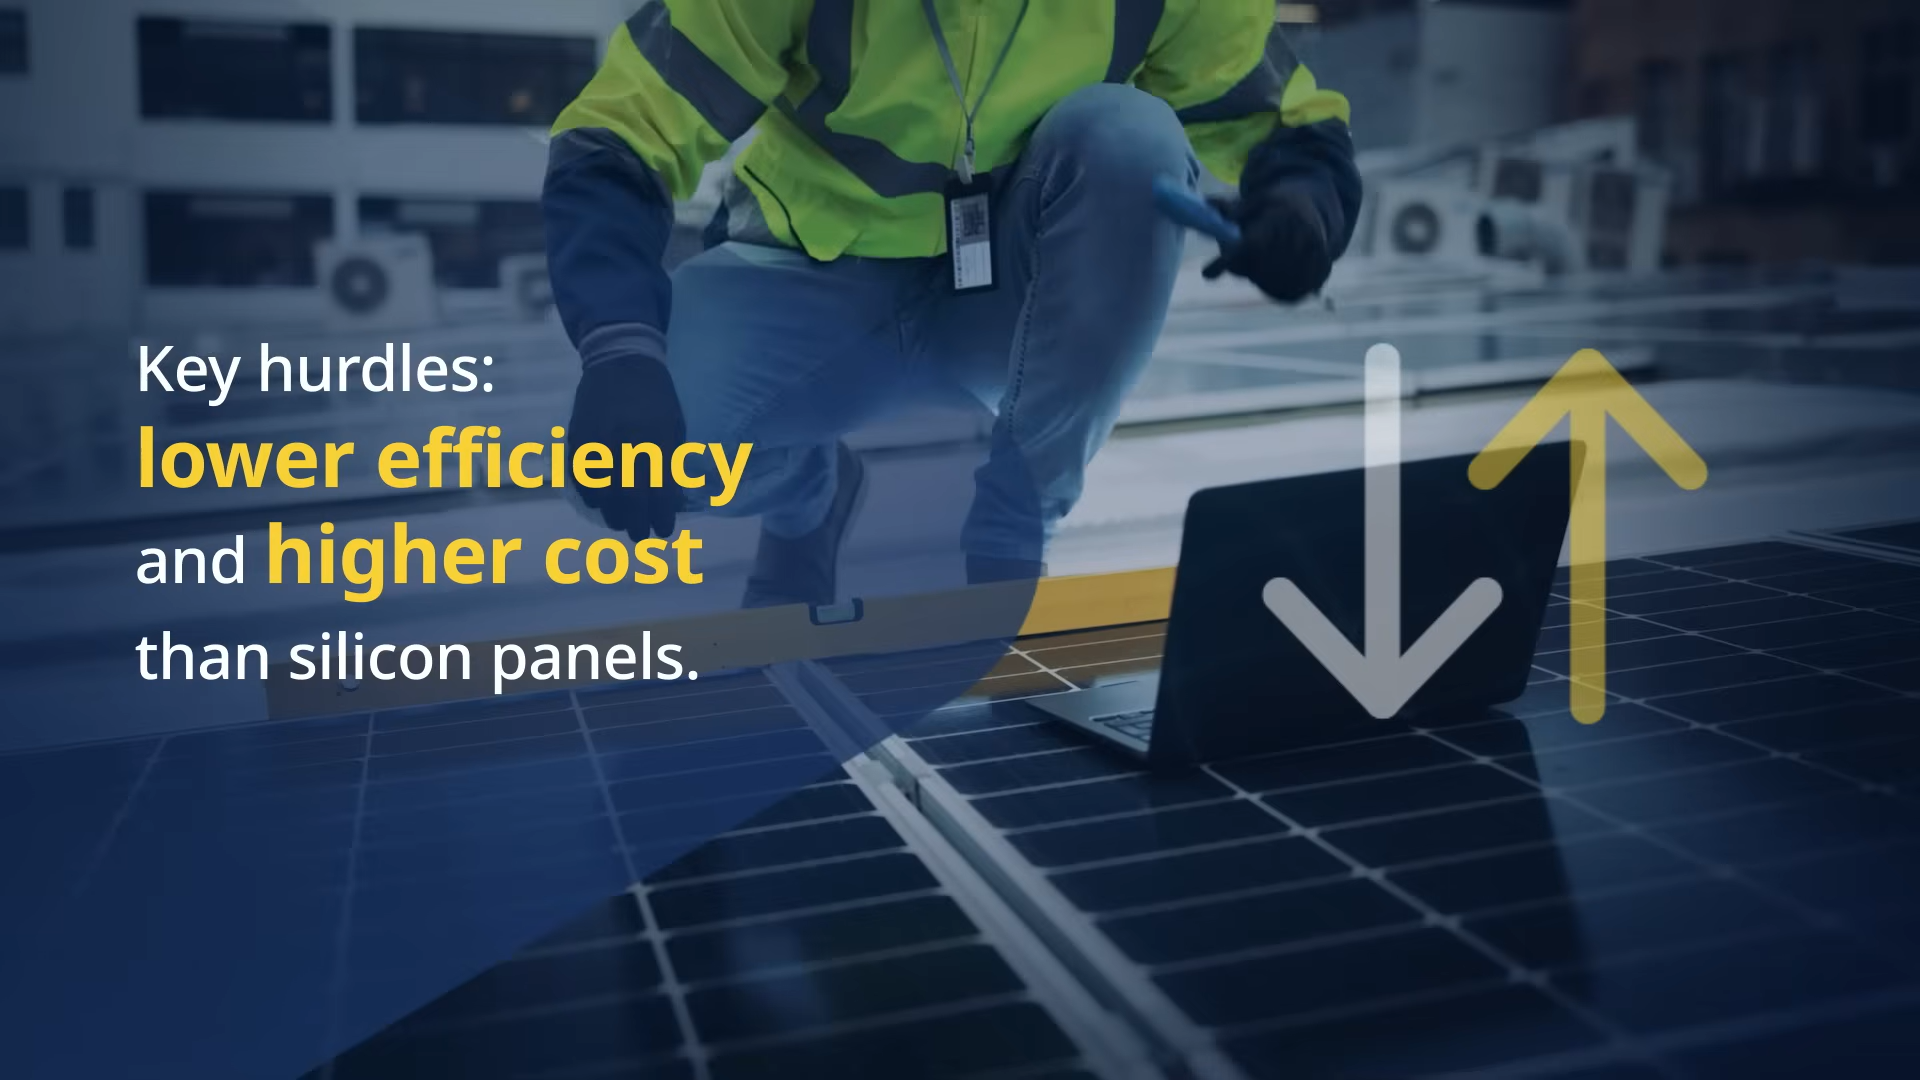 Key hurdles:
lower efficiency
and higher cost
than silicon panels.